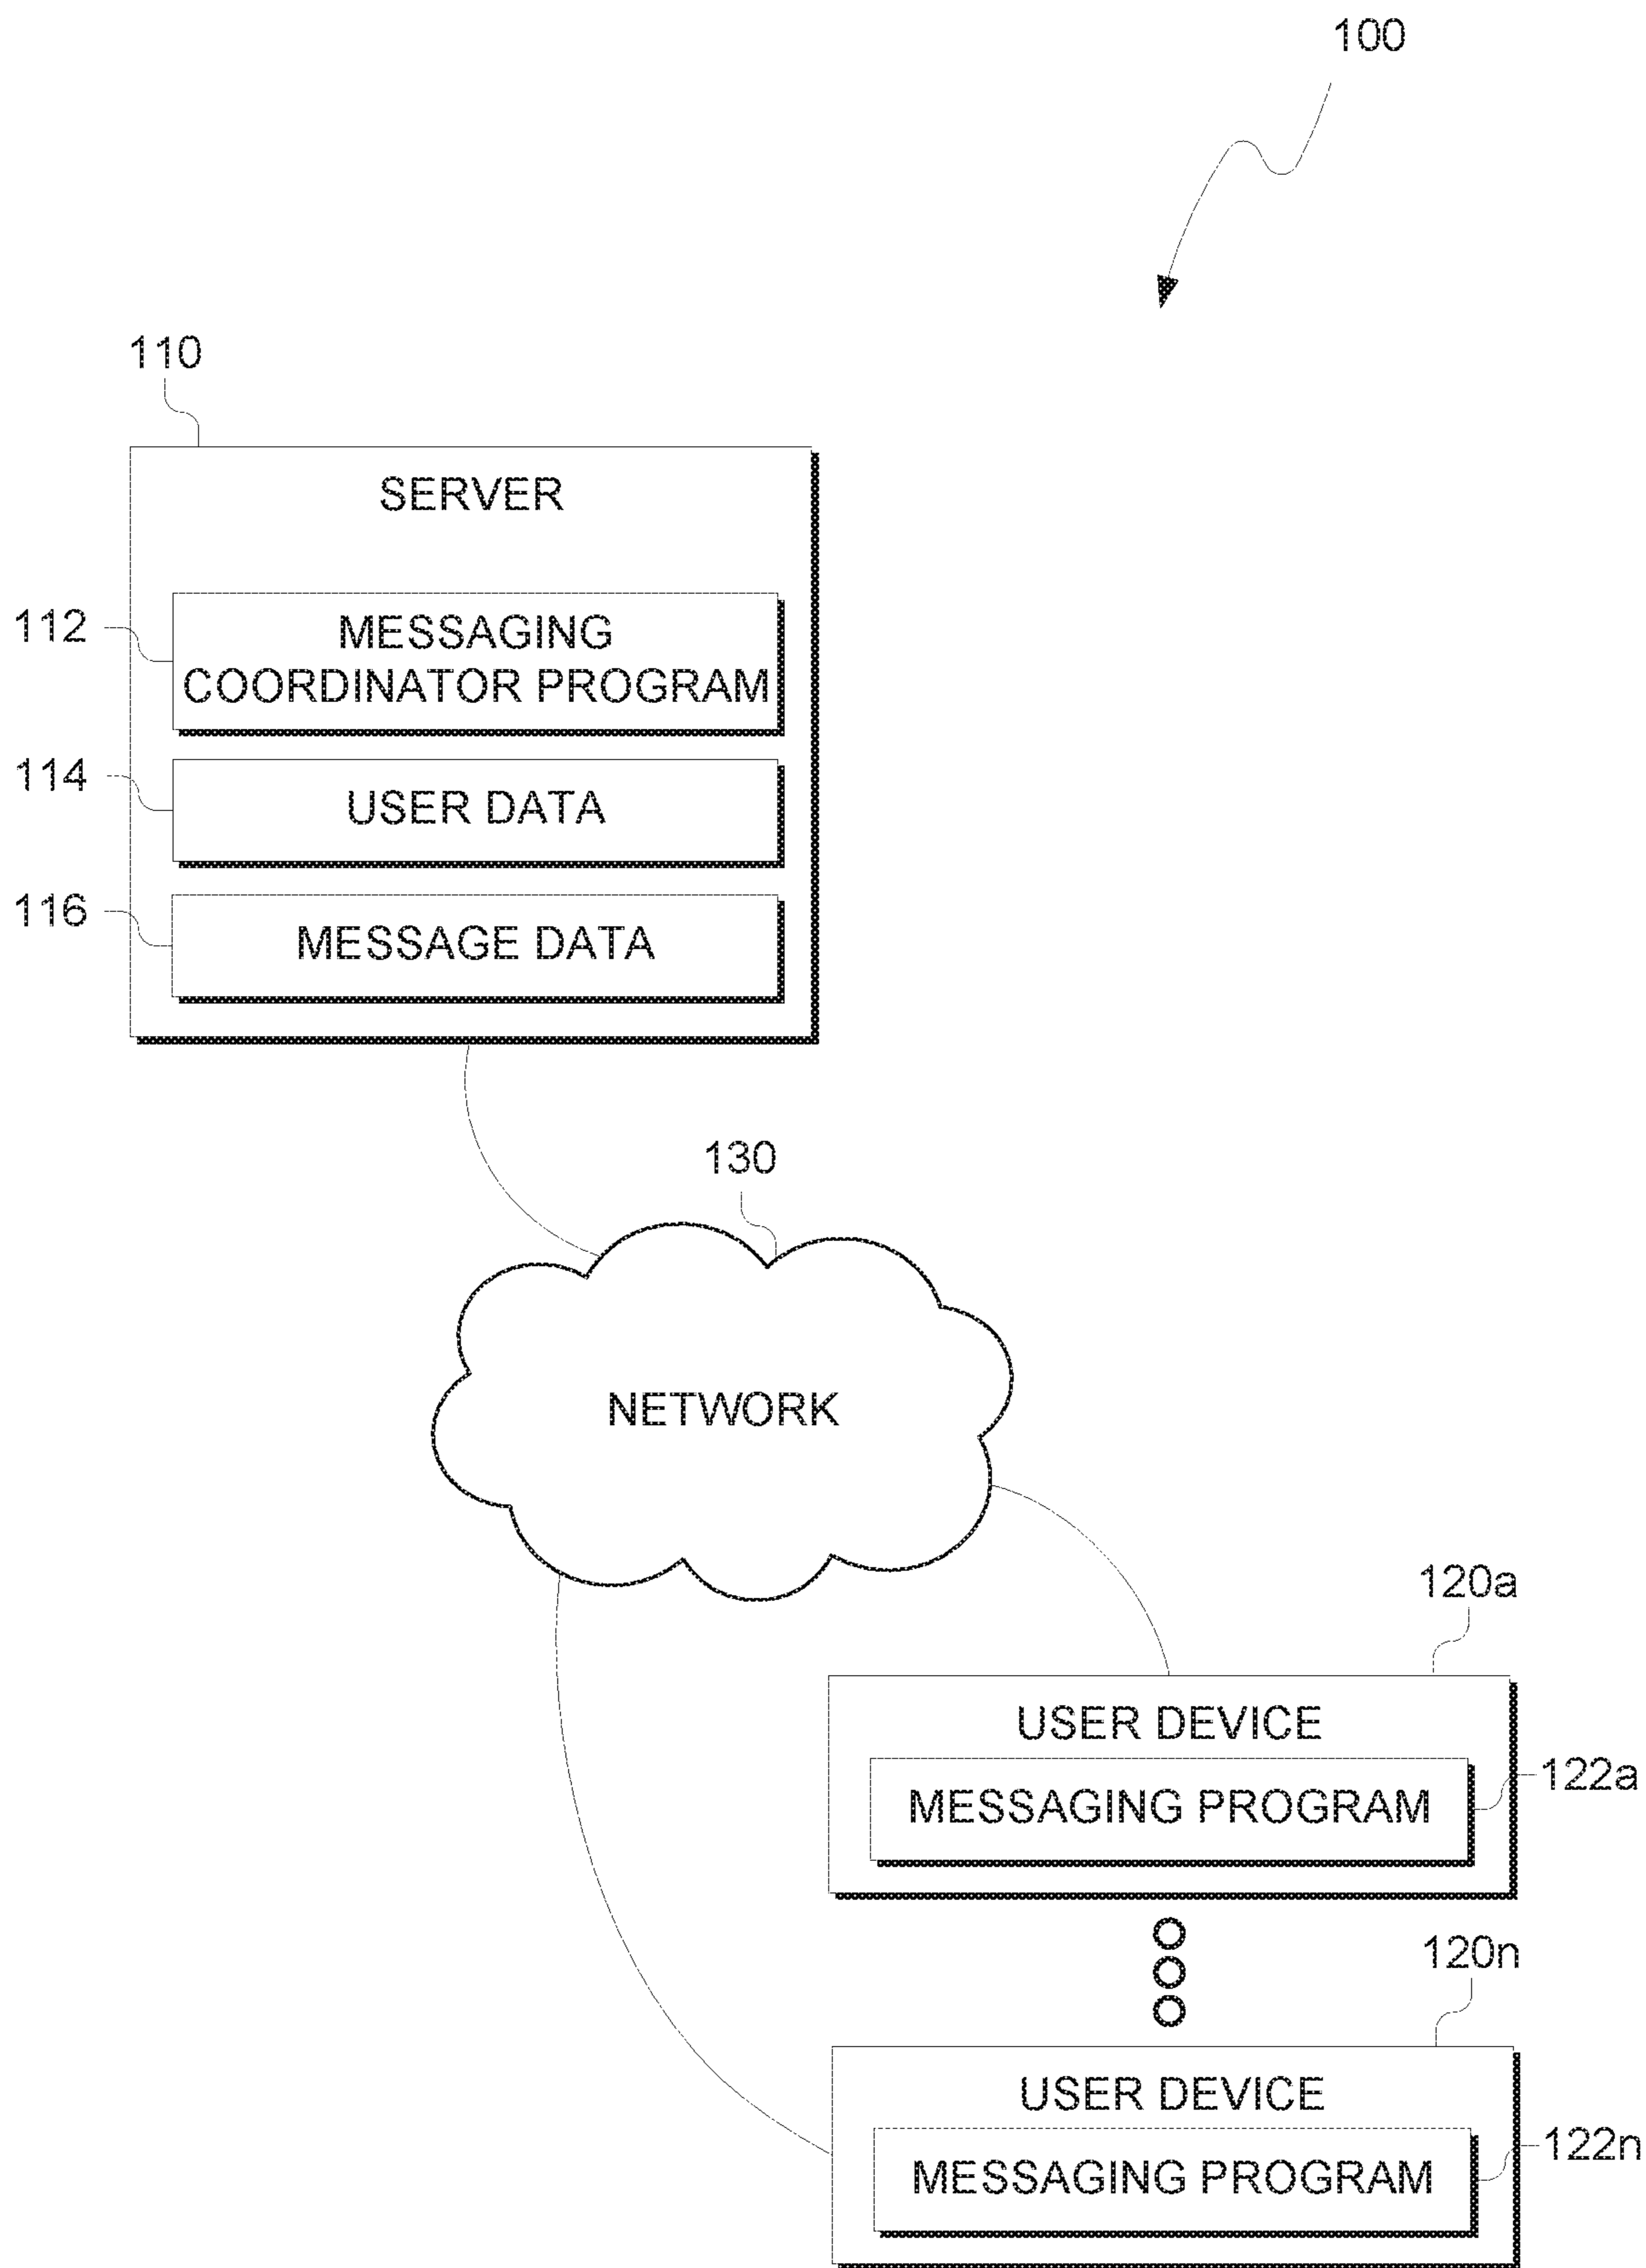 100
110
SERVER
112
MESSAGING
COORDINATOR PROGRAM
114
USER DATA
116
MESSAGE DATA
130
NETWORK
120a
USER DEVICE
MESSAGING PROGRAM
122a
120n
USER DEVICE
MESSAGING PROGRAM
122n